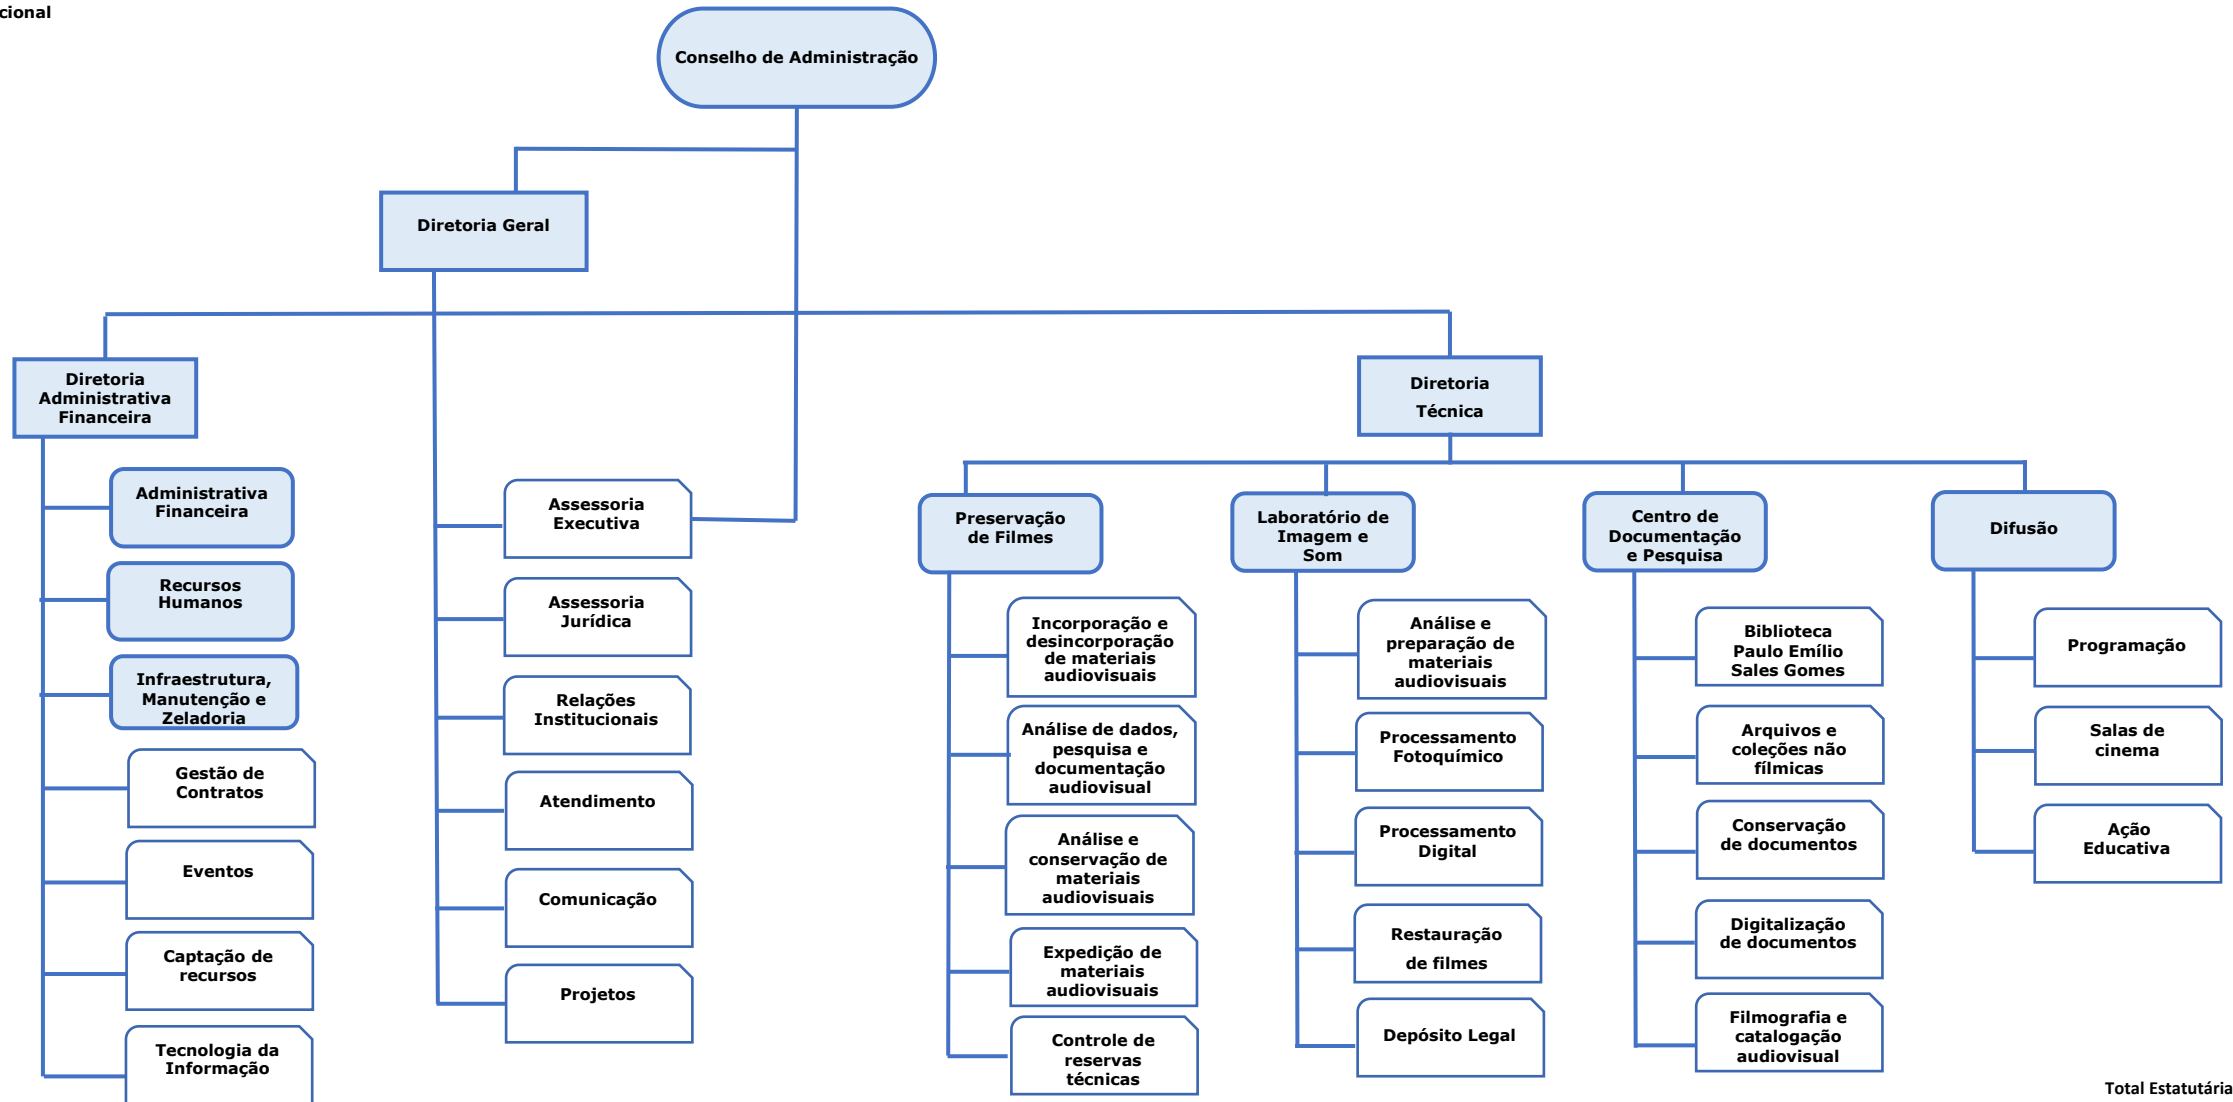 cional
Conselho de Administração
Diretoria Geral
Diretoria
Administrativa
Financeira
Diretoria
Técnica
Administrativa
Financeira
Recursos
Humanos
Infraestrutura,
Manutenção e
Zeladoria
Gestão de
Contratos
Eventos
Captação de
recursos
Tecnologia da
Informação
Assessoria
Executiva
Assessoria
Jurídica
Relações
Institucionais
Atendimento
Comunicação
Projetos
Preservação
de Filmes
Incorporação e
desincorporação
de materiais
audiovisuais
Análise de dados,
pesquisa e
documentação
audiovisual
Análise e
conservação de
materiais
audiovisuais
Expedição de
materiais
audiovisuais
Controle de
reservas
técnicas
Laboratório de
Imagem e
Som
Análise e
preparação de
materiais
audiovisuais
Processamento
Fotoquímico
Processamento
Digital
Restauração
de filmes
Depósito Legal
Centro de
Documentação
e Pesquisa
Biblioteca
Paulo Emílio
Sales Gomes
Arquivos e
coleções não
fílmicas
Conservação
de documentos
Digitalização
de documentos
Filmografia e
catalogação
audiovisual
Difusão
Programação
Salas de
cinema
Ação
Educativa
Total Estatutária